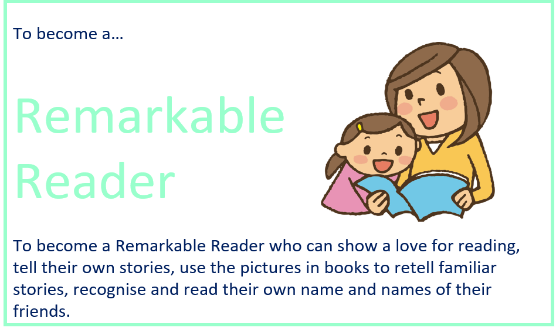 To become a…
Remarkable
Reader
To become a Remarkable Reader who can show a love for reading,
tell their own stories, use the pictures in books to retell familiar
stories, recognise and read their own name and names of their
friends.